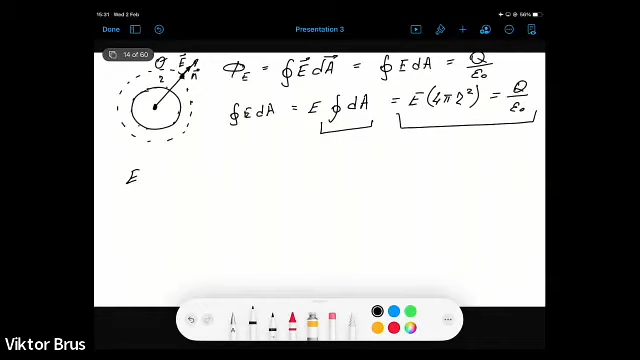 15:31 Wed 2 Feb
56%
Done
Presentation 3
14 of 60
Q E n
r
Φ_E = ∮ E⃗ dA⃗ = ∮ E dA = Q/ε₀
∮ E dA = E ∮ dA = E (4πr²) = Q/ε₀
E
Viktor Brus